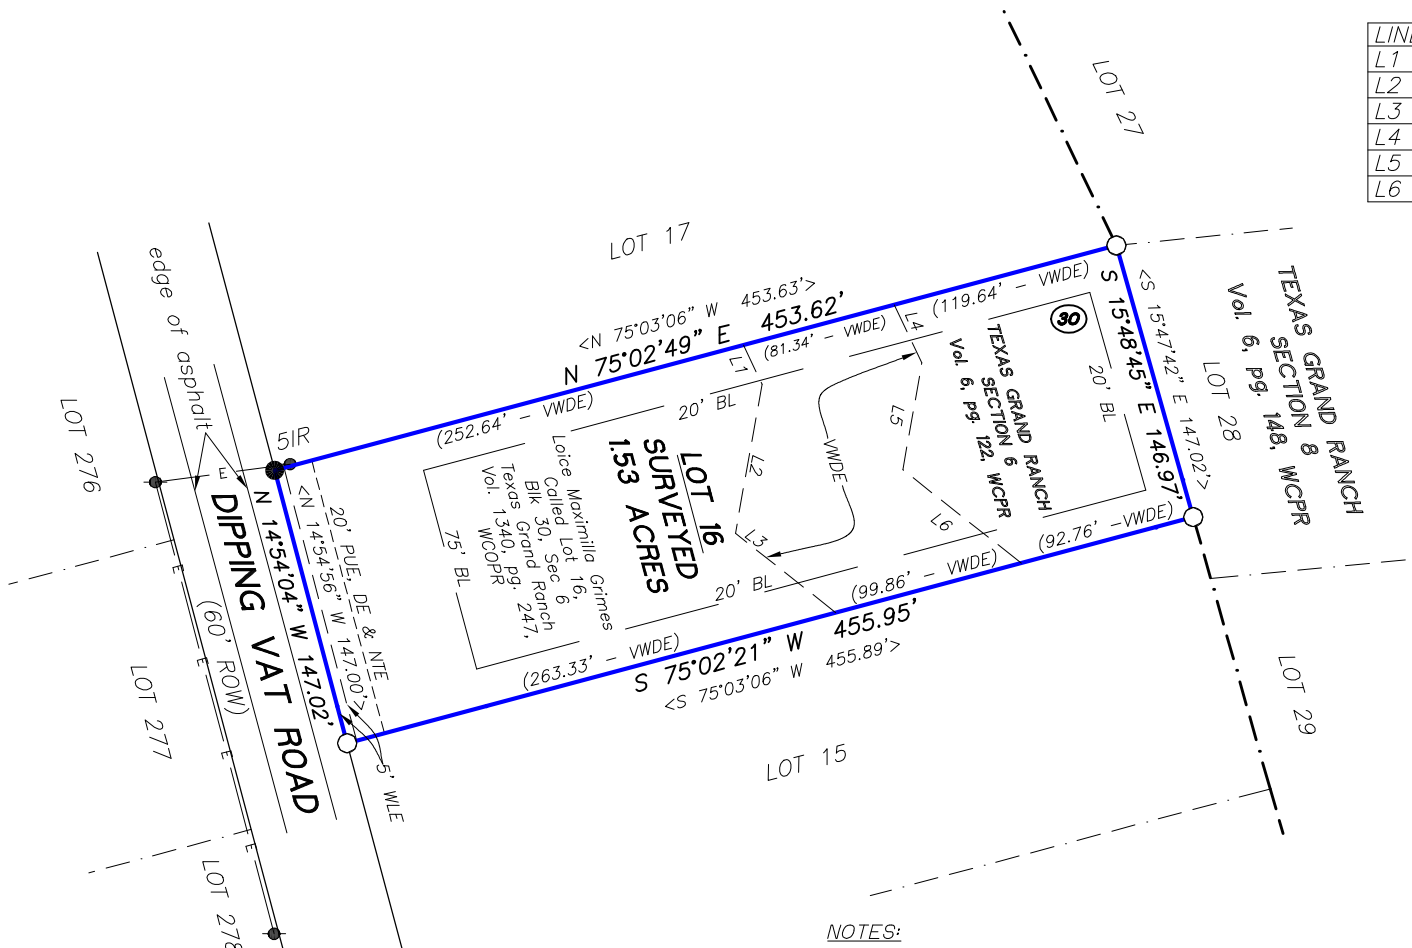 LOT 27
LINE
L1
L2
L3
L4
L5
L6
LOT 17
<N 75°03'06" W 453.63'>
N 75°02'49" E 453.62'
(252.64' - VWDE)
(81.34' - VWDE)
(119.64' - VWDE)
L1
L4
L2
L5
L3
L6
VWDE
30
S 15°48'45" E 146.97'
<S 15°47'42" E 147.02'>
TEXAS GRAND RANCH
SECTION 8
Vol. 6, pg. 148, WCPR
LOT 28
TEXAS GRAND RANCH
SECTION 6
Vol. 6, pg. 122, WCPR
20' BL
20' BL
20' BL
75' BL
LOT 16
SURVEYED
1.53 ACRES
Loice Maximilla Grimes
Called Lot 16,
Blk 30, Sec. 6
Texas Grand Ranch
Vol. 1340, pg. 247,
WCOPR
edge of asphalt
5IR
E
E
E
E
E
LOT 276
DIPPING VAT ROAD
(60' ROW)
N 14°54'04" W 147.02'
<N 14°54'56" W 147.00'>
20' PUE, DE & NTE
5' WLE
LOT 277
LOT 278
(263.33' - VWDE)
(99.86' - VWDE)
(92.76' -VWDE)
S 75°02'21" W 455.95'
<S 75°03'06" W 455.89'>
LOT 15
LOT 29
NOTES: